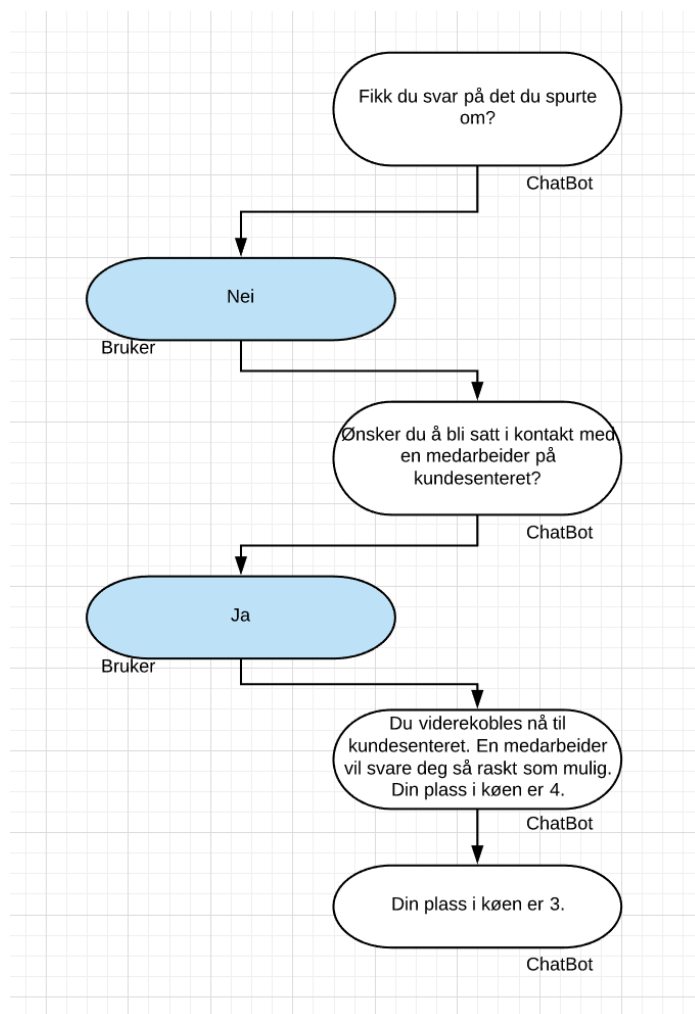 Fikk du svar på det du spurte
om?
ChatBot
Nei
Bruker
Ønsker du å bli satt i kontakt med
en medarbeider på
kundesenteret?
ChatBot
Ja
Bruker
Du viderekobles nå til
kundesenteret. En medarbeider
vil svare deg så raskt som mulig.
Din plass i køen er 4.
ChatBot
Din plass i køen er 3.
ChatBot